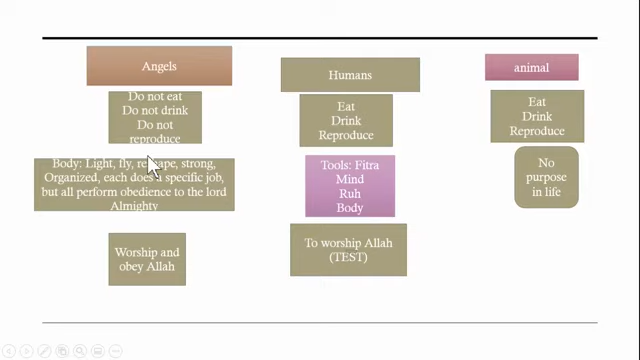 Angels
Do not eat
Do not drink
Do not
reproduce
Body: Light, fly, reshape, strong,
Organized, each does a specific job,
but all perform obedience to the lord
Almighty
Worship and
obey Allah
Humans
Eat
Drink
Reproduce
Tools: Fitra
Mind
Ruh
Body
To worship Allah
(TEST)
animal
Eat
Drink
Reproduce
No
purpose
in life